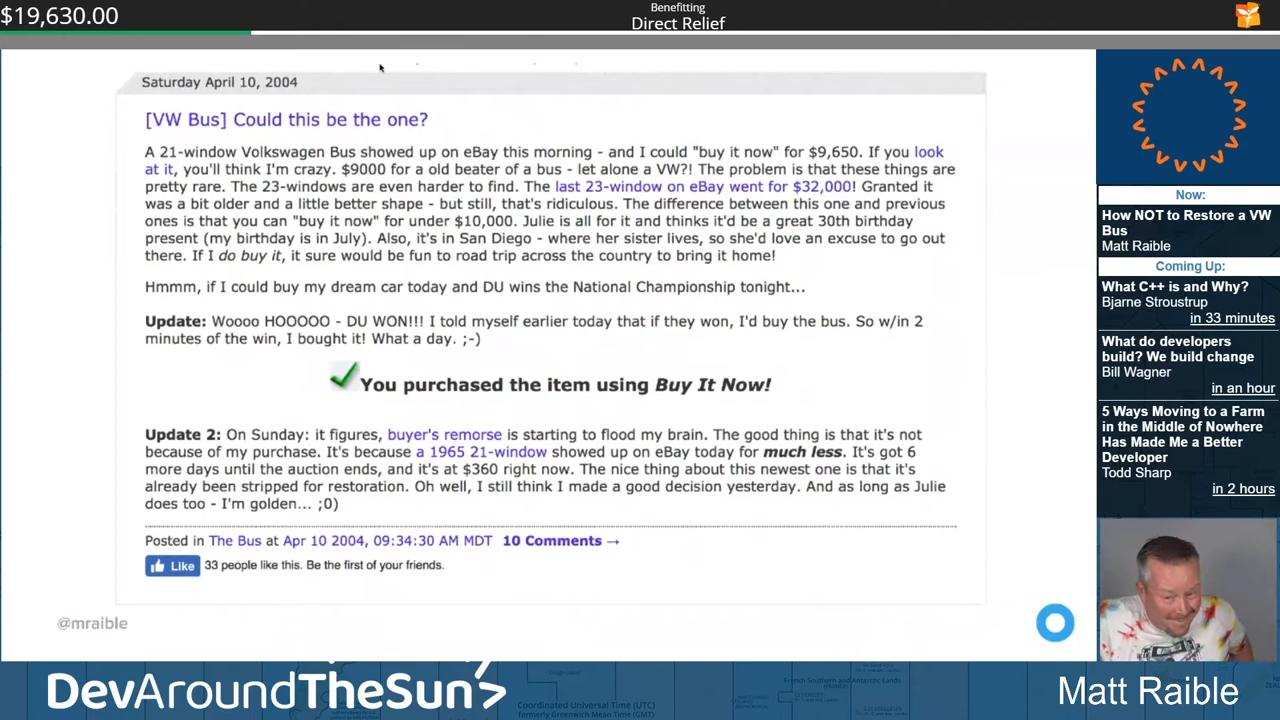 $19,630.00
Benefitting
Direct Relief
Saturday April 10, 2004
[VW Bus] Could this be the one?
A 21-window Volkswagen Bus showed up on eBay this morning - and I could "buy it now" for $9,650. If you look
at it, you'll think I'm crazy. $9000 for a old beater of a bus - let alone a VW?! The problem is that these things are
pretty rare. The 23-windows are even harder to find. The last 23-window on eBay went for $32,000! Granted it
was a bit older and a little better shape - but still, that's ridiculous. The difference between this one and previous
ones is that you can "buy it now" for under $10,000. Julie is all for it and thinks it'd be a great 30th birthday
present (my birthday is in July). Also, it's in San Diego - where her sister lives, so she'd love an excuse to go out
there. If I do buy it, it sure would be fun to road trip across the country to bring it home!
Hmmm, if I could buy my dream car today and DU wins the National Championship tonight...
Update: Woooo HOOOOO - DU WON!!! I told myself earlier today that if they won, I'd buy the bus. So w/in 2
minutes of the win, I bought it! What a day. ;-)
You purchased the item using Buy It Now!
Update 2: On Sunday: it figures, buyer's remorse is starting to flood my brain. The good thing is that it's not
because of my purchase. It's because a 1965 21-window showed up on eBay today for much less. It's got 6
more days until the auction ends, and it's at $360 right now. The nice thing about this newest one is that it's
already been stripped for restoration. Oh well, I still think I made a good decision yesterday. And as long as Julie
does too - I'm golden... ;0)
Posted in The Bus at Apr 10 2004, 09:34:30 AM MDT 10 Comments →
Like 33 people like this. Be the first of your friends.
@mraible
Now:
How NOT to Restore a VW
Bus
Matt Raible
Coming Up:
What C++ is and Why?
Bjarne Stroustrup
in 33 minutes
What do developers
build? We build change
Bill Wagner
in an hour
5 Ways Moving to a Farm
in the Middle of Nowhere
Has Made Me a Better
Developer
Todd Sharp
in 2 hours
DevAroundTheSun
Coordinated Universal Time (UTC)
formerly Greenwich Mean Time (GMT)
French Southern and Antarctic Lands
Matt Raible